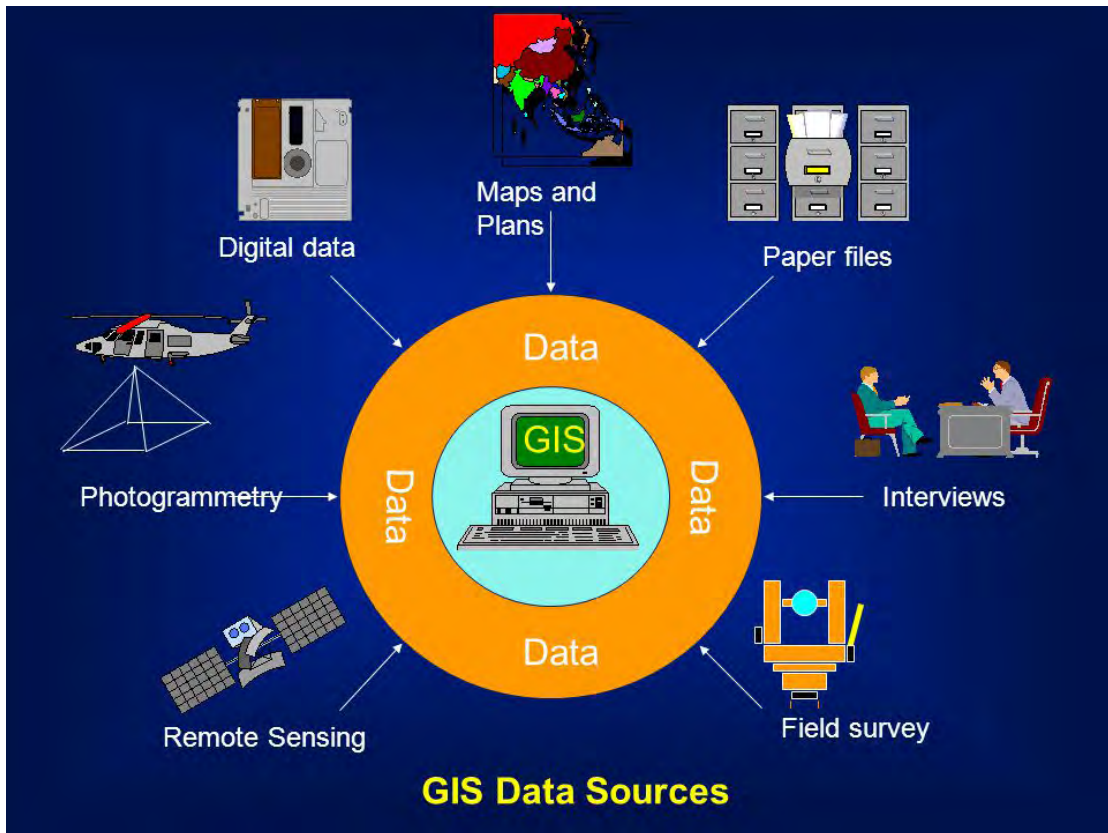 Maps and
Plans
Digital data
Paper files
Data
GIS
Data
Data
Photogrammetry
Interviews
Data
Remote Sensing
Field survey
GIS Data Sources